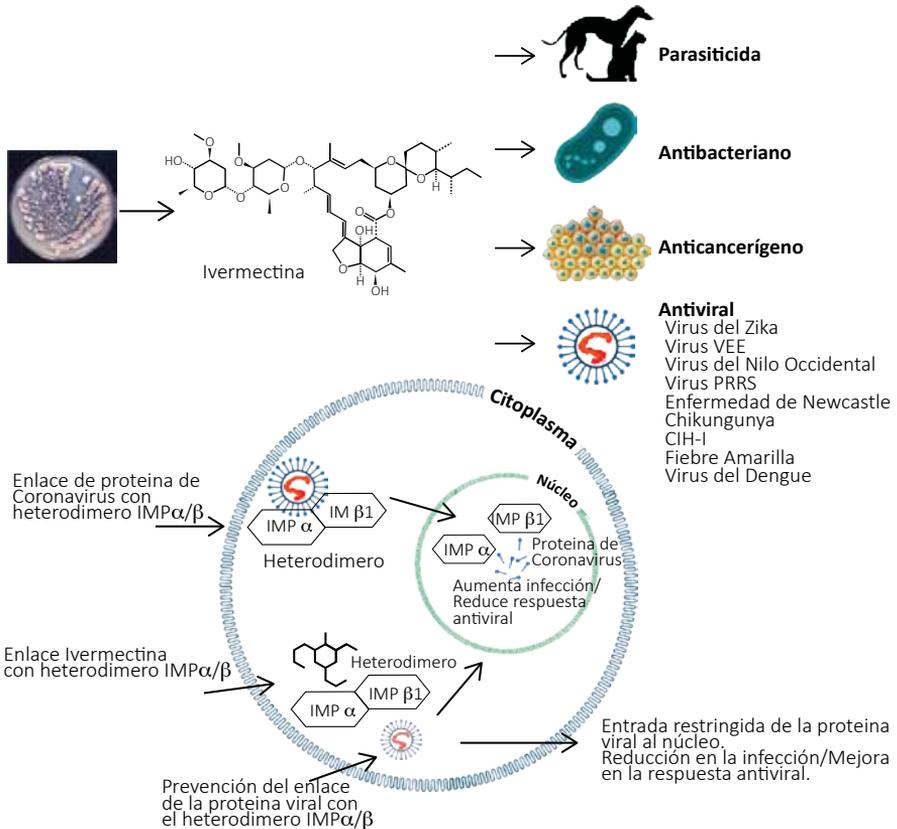 Parasiticida
Antibacteriano
Ivermectina
Anticancerígeno
Antiviral
Virus del Zika
Virus VEE
Virus del Nilo Occidental
Virus PRRS
Enfermedad de Newcastle
Chikungunya
CIH-I
Fiebre Amarilla
Virus del Dengue
O
HO
O
O
O
O
O
O
O
O
H
O
O
OH
O
H
OH
Citoplasma
Núcleo
Enlace de proteina de
Coronavirus con
heterodimero IMPα/β
IMP α
IM β1
Heterodimero
IMP β1
IMP α
Proteina de
Coronavirus
Aumenta infección/
Reduce respuesta
antiviral
Enlace Ivermectina
con heterodimero IMPα/β
Heterodimero
IMP α
IMP β1
Entrada restringida de la proteina
viral al núcleo.
Reducción en la infección/Mejora
en la respuesta antiviral.
Prevención del enlace
de la proteina viral con
el heterodimero IMPα/β